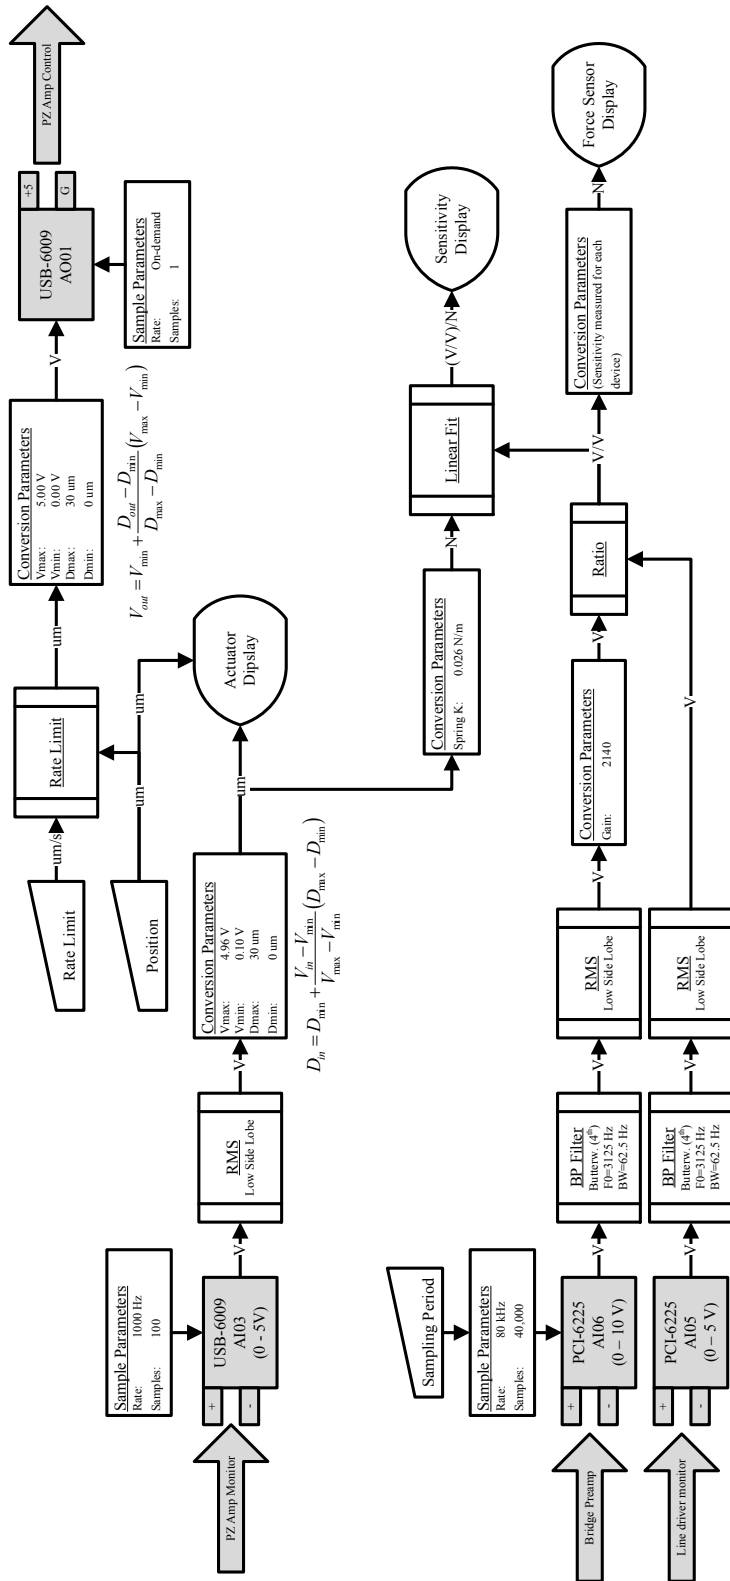 Rate Limit
um/s
Rate Limit
um
Conversion Parameters
Vmax: 5.00 V
Vmin: 0.00 V
Dmax: 30 um
Dmin: 0 um
V
USB-6009
AO01
+5
G
PZ Amp Control
V_out = V_min + (D_out − D_min)/(D_max − D_min) (V_max − V_min)
Sample Parameters
Rate: On-demand
Samples: 1
Position
um
um
Actuator
Dipslay
PZ Amp Monitor
+
-
Sample Parameters
Rate: 1000 Hz
Samples: 100
USB-6009
AI03
(0 - 5V)
V
RMS
Low Side Lobe
V
Conversion Parameters
Vmax: 4.96 V
Vmin: 0.10 V
Dmax: 30 um
Dmin: 0 um
um
D_in = D_min + (V_in − V_min)/(V_max − V_min) (D_max − D_min)
Conversion Parameters
Spring K: 0.026 N/m
N
Linear Fit
(V/V)/N
Sensitivity
Display
Sampling Period
Sample Parameters
Rate: 80 kHz
Samples: 40,000
Bridge Preamp
+
-
PCI-6225
AI06
(0 – 10 V)
V
BP Filter
Butterw. (4th)
F0=3125 Hz
BW=62.5 Hz
V
RMS
Low Side Lobe
V
Conversion Parameters
Gain: 2140
V
Ratio
V/V
Conversion Parameters
(Sensitivity measured for each
device)
N
Force Sensor
Display
Line driver monitor
+
-
PCI-6225
AI05
(0 – 5 V)
V
BP Filter
Butterw. (4th)
F0=3125 Hz
BW=62.5 Hz
V
RMS
Low Side Lobe
V